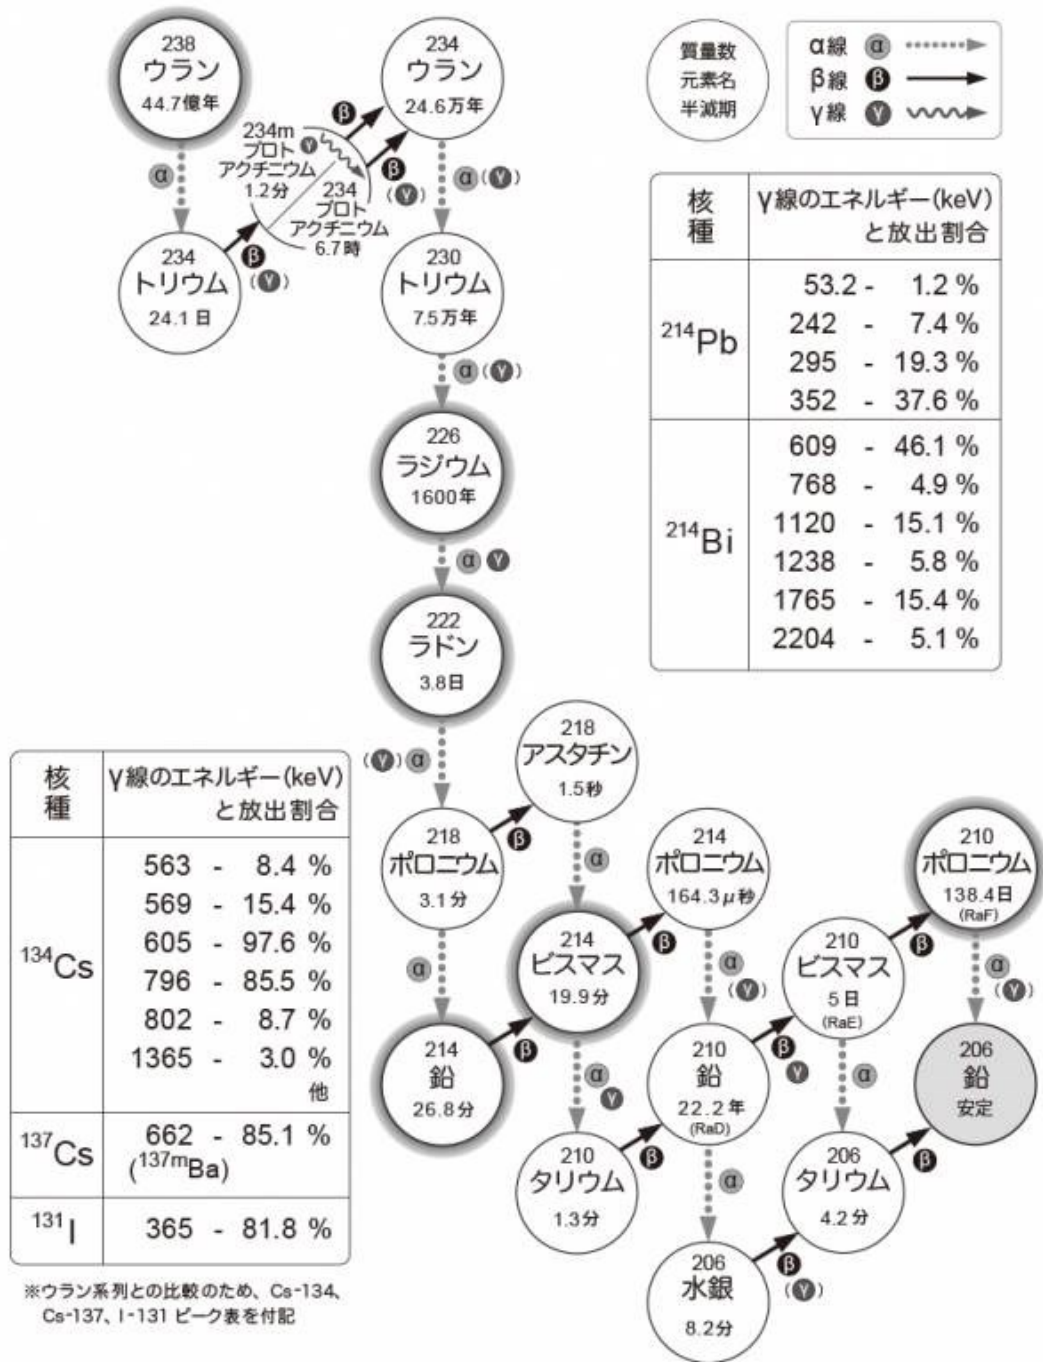 238
ウラン
44.7億年
234
ウラン
24.6万年
質量数
元素名
半減期
α線 α
β線 β
γ線 γ
β
234m
プロト
アクチニウム
1.2分
γ
β
(γ)
234
プロト
アクチニウム
6.7時
α
α(γ)
234
トリウム
24.1日
β
(γ)
230
トリウム
7.5万年
α(γ)
核種 γ線のエネルギー(keV)
と放出割合
²¹⁴Pb
53.2 - 1.2 %
242 - 7.4 %
295 - 19.3 %
352 - 37.6 %
²¹⁴Bi
609 - 46.1 %
768 - 4.9 %
1120 - 15.1 %
1238 - 5.8 %
1765 - 15.4 %
2204 - 5.1 %
226
ラジウム
1600年
α γ
222
ラドン
3.8日
(γ)α
218
アスタチン
1.5秒
218
ポロニウム
3.1分
β
α
214
ポロニウム
164.3μ秒
210
ポロニウム
138.4日
(RaF)
α
214
ビスマス
19.9分
β
α
(γ)
210
ビスマス
5日
(RaE)
β
α
(γ)
214
鉛
26.8分
β
α
γ
210
鉛
22.2年
(RaD)
β
γ
α
206
鉛
安定
210
タリウム
1.3分
β
α
206
タリウム
4.2分
β
206
水銀
8.2分
β
(γ)
核種 γ線のエネルギー(keV)
と放出割合
¹³⁴Cs
563 - 8.4 %
569 - 15.4 %
605 - 97.6 %
796 - 85.5 %
802 - 8.7 %
1365 - 3.0 %
他
¹³⁷Cs
662 - 85.1 %
(¹³⁷ᵐBa)
¹³¹I
365 - 81.8 %
※ウラン系列との比較のため、Cs-134、
Cs-137、I-131 ピーク表を付記